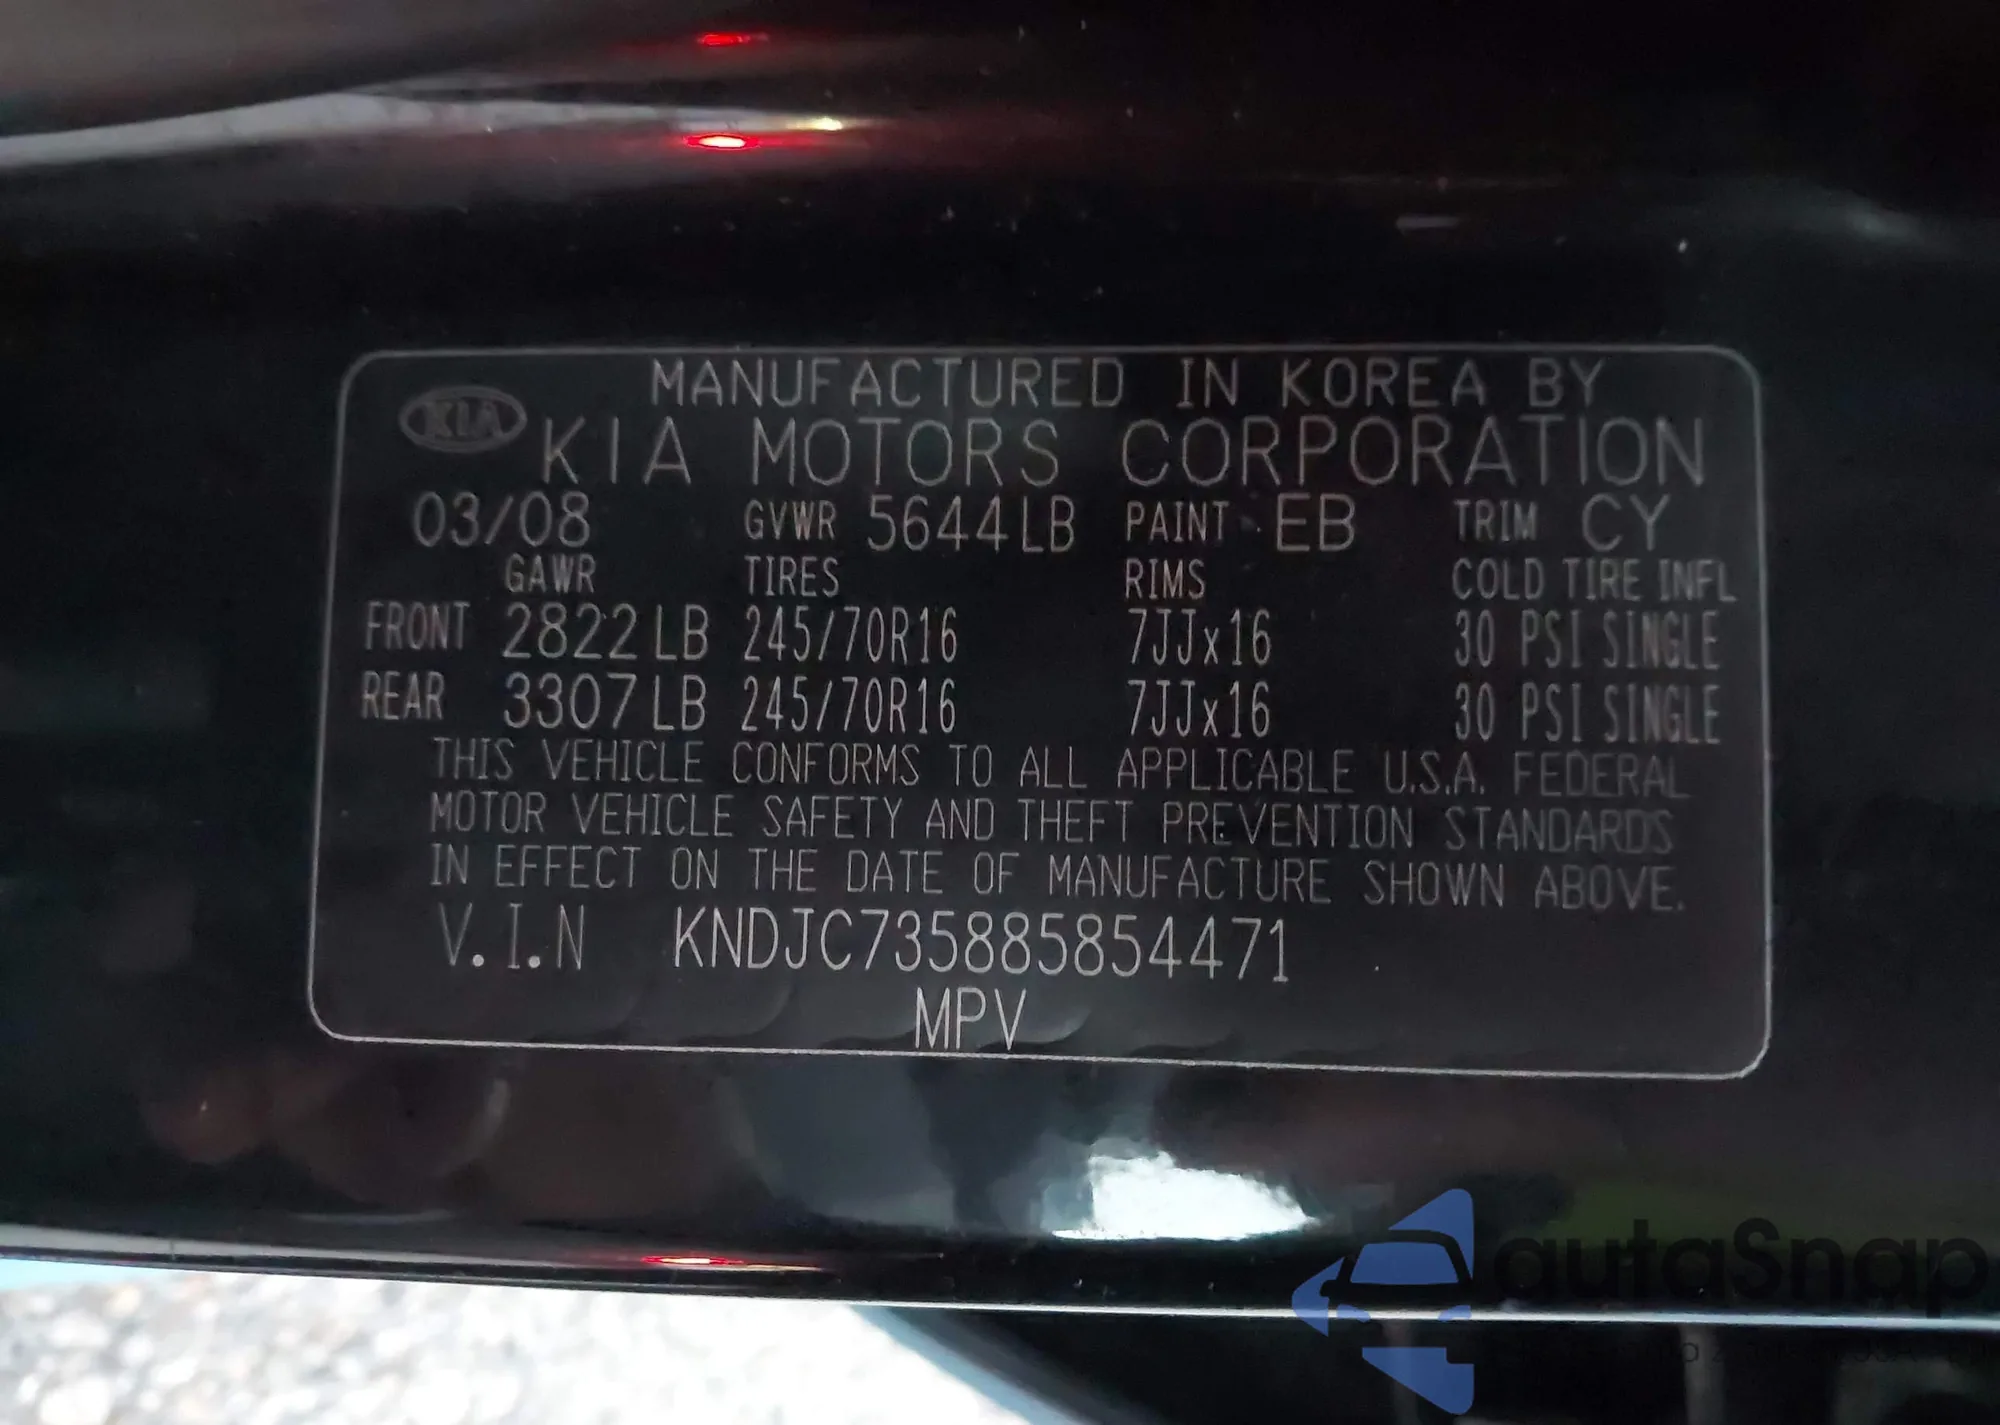 MANUFACTURED IN KOREA BY
KIA KIA MOTORS CORPORATION
03/08 GVWR 5644LB PAINT EB TRIM CY
GAWR TIRES RIMS COLD TIRE INFL
FRONT 2822LB 245/70R16 7JJx16 30 PSI SINGLE
REAR 3307LB 245/70R16 7JJx16 30 PSI SINGLE
THIS VEHICLE CONFORMS TO ALL APPLICABLE U.S.A. FEDERAL
MOTOR VEHICLE SAFETY AND THEFT PREVENTION STANDARDS
IN EFFECT ON THE DATE OF MANUFACTURE SHOWN ABOVE.
V.I.N KNDJC735885854471
MPV
autaSnap